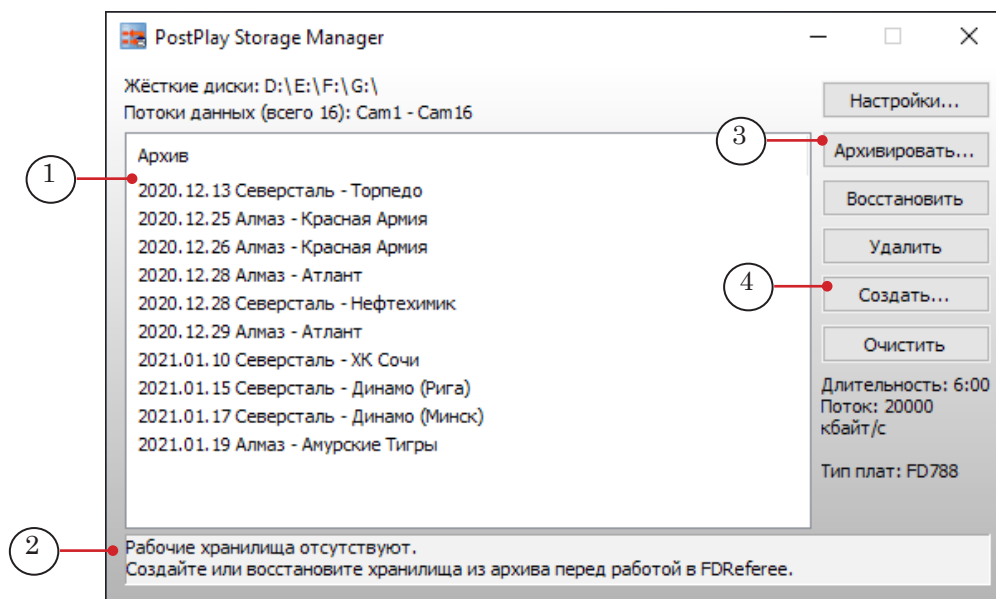 PostPlay Storage Manager
Жёсткие диски: D:\E:\F:\G:\
Потоки данных (всего 16): Cam1 - Cam16
Настройки...
3
Архивировать...
Архив
1
2020.12.13 Северсталь - Торпедо
Восстановить
2020.12.25 Алмаз - Красная Армия
2020.12.26 Алмаз - Красная Армия
Удалить
2020.12.28 Алмаз - Атлант
4
Создать...
2020.12.28 Северсталь - Нефтехимик
2020.12.29 Алмаз - Атлант
Очистить
2021.01.10 Северсталь - ХК Сочи
2021.01.15 Северсталь - Динамо (Рига)
2021.01.17 Северсталь - Динамо (Минск)
2021.01.19 Алмаз - Амурские Тигры
Длительность: 6:00
Поток: 20000
кбайт/с
Тип плат: FD788
2
Рабочие хранилища отсутствуют.
Создайте или восстановите хранилища из архива перед работой в FDReferee.